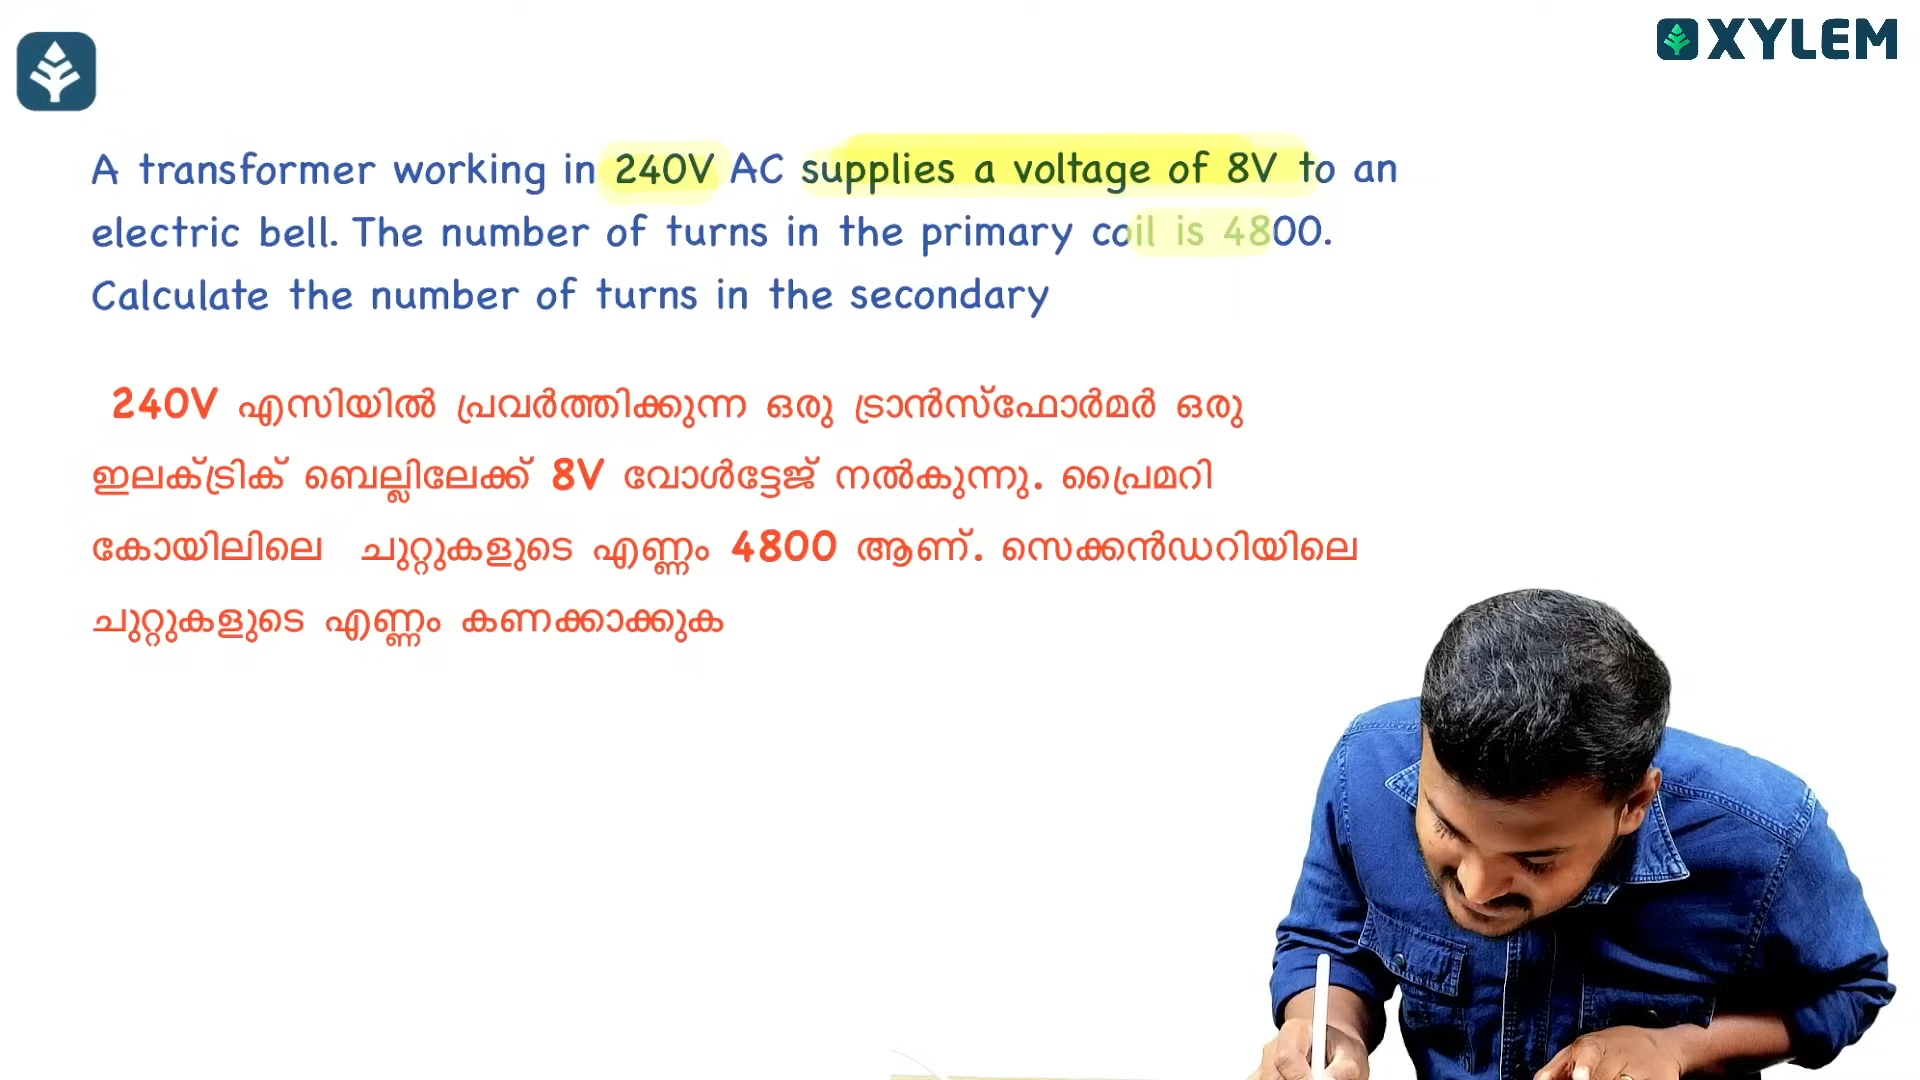 XYLEM
A transformer working in 240V AC supplies a voltage of 8V to an
electric bell. The number of turns in the primary coil is 4800.
Calculate the number of turns in the secondary
240V എസിയിൽ പ്രവർത്തിക്കുന്ന ഒരു ട്രാൻസ്ഫോർമർ ഒരു
ഇലക്ട്രിക് ബെല്ലിലേക്ക് 8V വോൾട്ടേജ് നൽകുന്നു. പ്രൈമറി
കോയിലിലെ ചുറ്റുകളുടെ എണ്ണം 4800 ആണ്. സെക്കൻഡറിയിലെ
ചുറ്റുകളുടെ എണ്ണം കണക്കാക്കുക